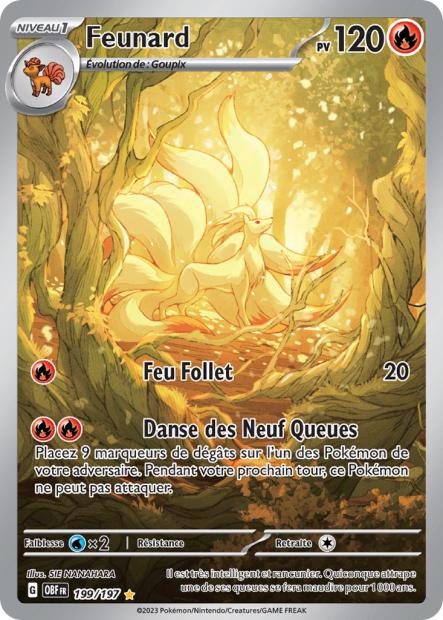 NIVEAU 1
Feunard
PV 120
Évolution de : Goupix
Feu Follet 20
Danse des Neuf Queues
Placez 9 marqueurs de dégâts sur l'un des Pokémon de
votre adversaire. Pendant votre prochain tour, ce Pokémon
ne peut pas attaquer.
Faiblesse ×2 Résistance Retraite
Illus. SIE NANAHARA
G OBF FR 199/197
Il est très intelligent et rancunier. Quiconque attrape
une de ses queues se fera maudire pour 1 000 ans.
©2023 Pokémon/Nintendo/Creatures/GAME FREAK